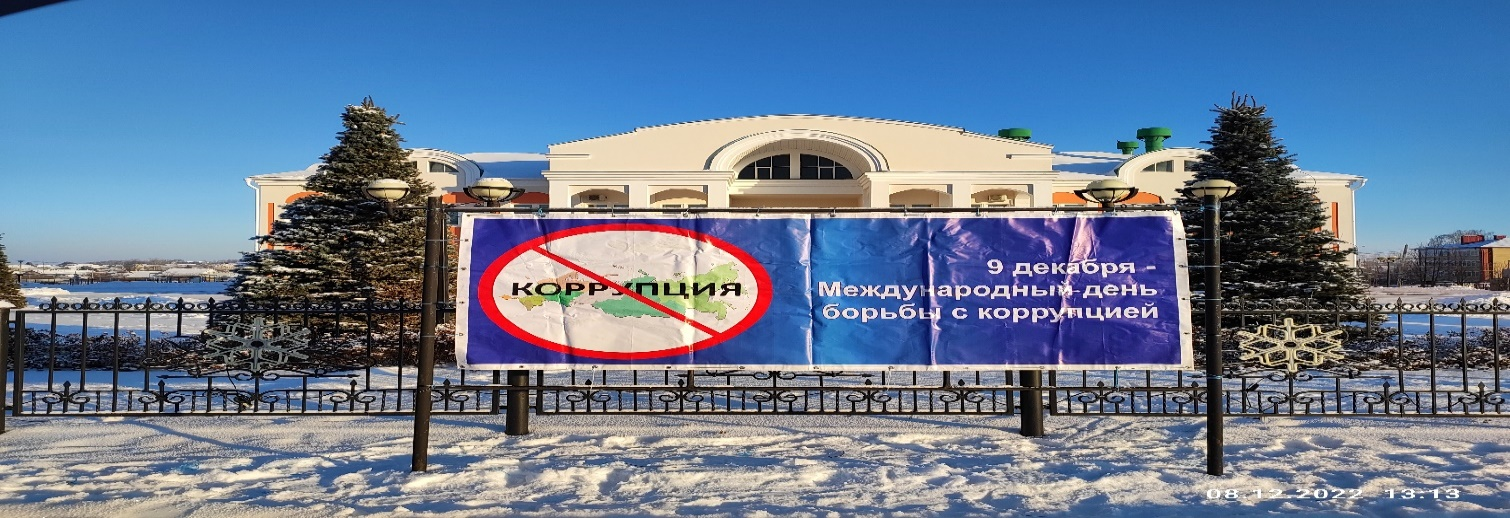 КОРРУПЦИЯ
9 декабря -
Международный день
борьбы с коррупцией
08.12.2022 13:13